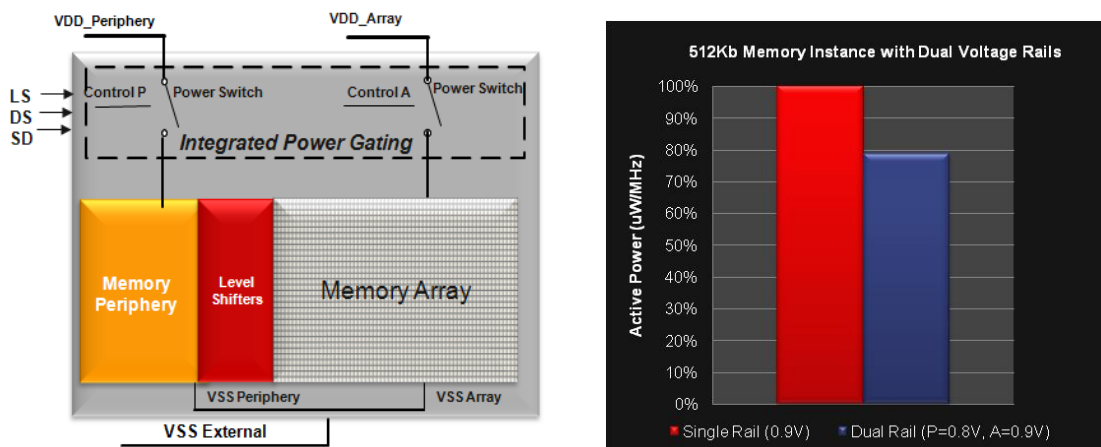 VDD_Periphery
VDD_Array
LS
DS
SD
Control P
Power Switch
Control A
Power Switch
Integrated Power Gating
Memory
Periphery
Level
Shifters
Memory Array
VSS Periphery
VSS Array
VSS External
512Kb Memory Instance with Dual Voltage Rails
Active Power (uW/MHz)
100%
90%
80%
70%
60%
50%
40%
30%
20%
10%
0%
Single Rail (0.9V)
Dual Rail (P=0.8V, A=0.9V)